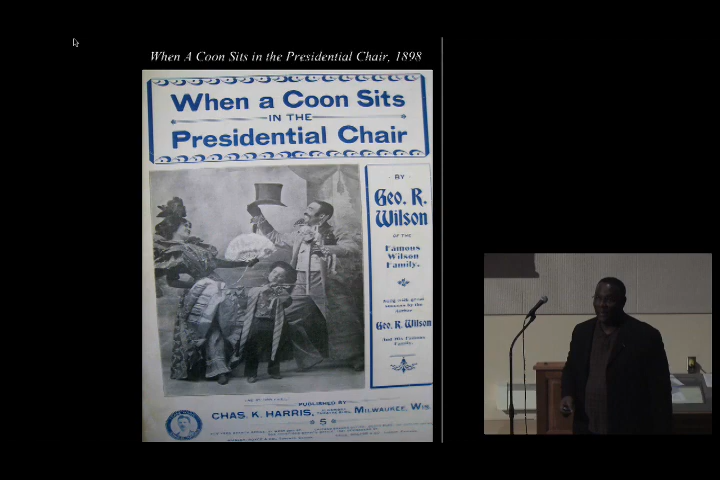 When A Coon Sits in the Presidential Chair, 1898
When a Coon Sits
IN THE
Presidential Chair
BY
Geo. R.
Wilson
OF THE
Famous
Wilson
Family.
Sung with great
success by the
Author
Geo. R. Wilson
And His Famous
Family.
PUBLISHED BY
CHAS. K. HARRIS, MILWAUKEE, WIS.
5